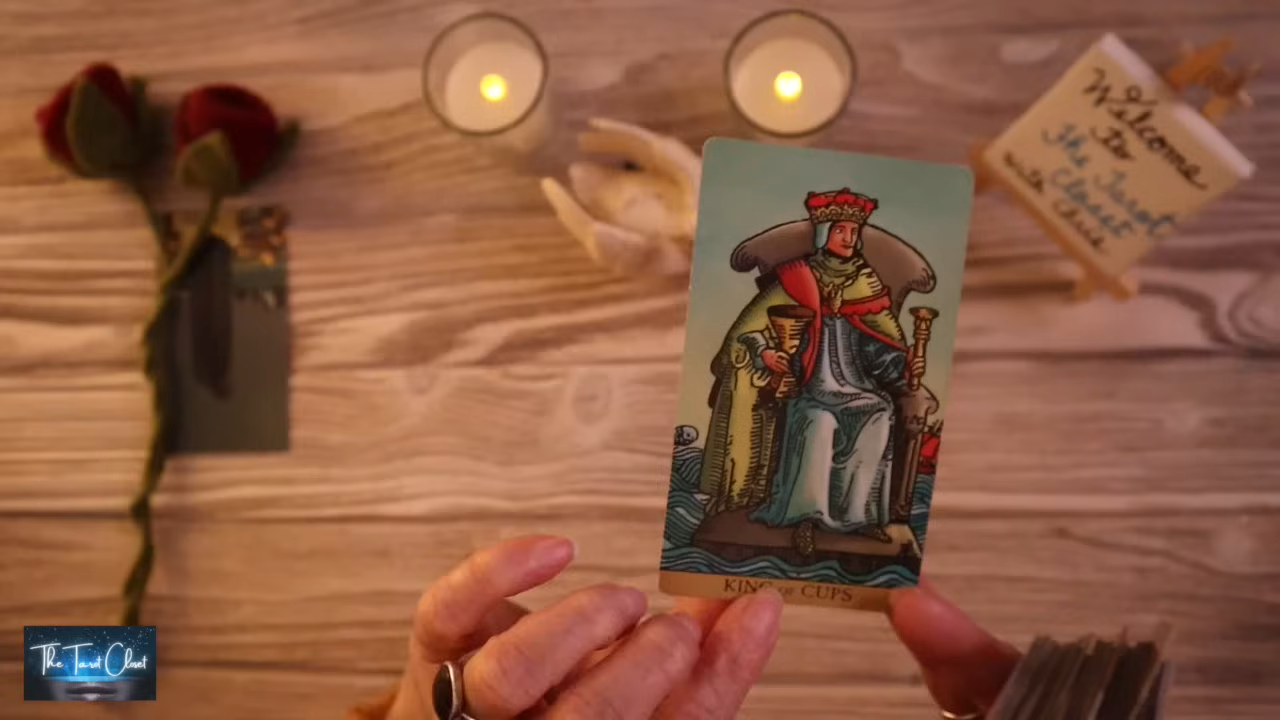 Welcome
to
The Tarot
Closet
with Chris
KING OF CUPS
The Tarot Closet